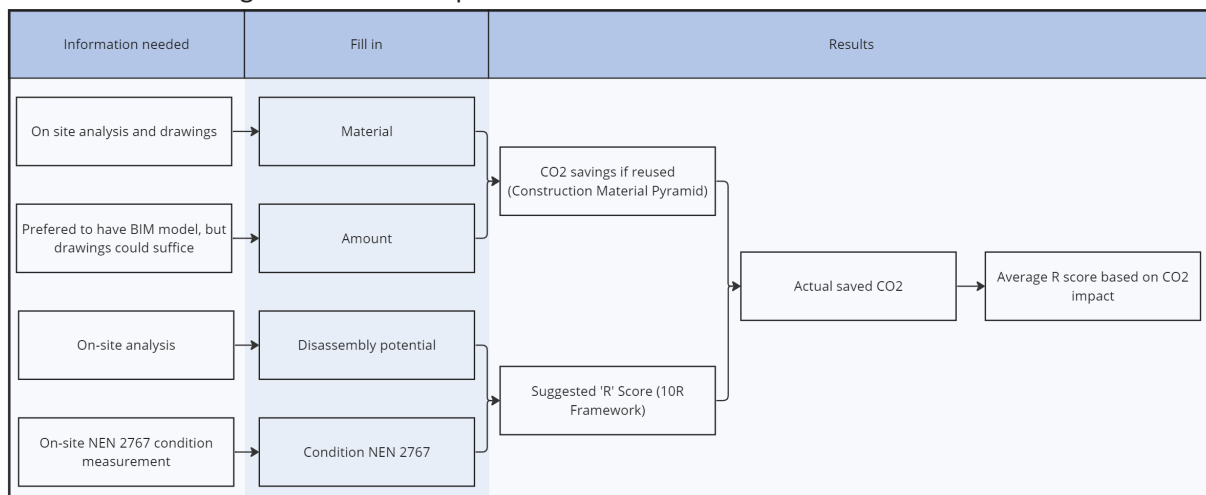 Information needed
Fill in
Results
On site analysis and drawings
Material
CO2 savings if reused
(Construction Material Pyramid)
Prefered to have BIM model, but
drawings could suffice
Amount
Actual saved CO2
Average R score based on CO2
impact
On-site analysis
Disassembly potential
Suggested 'R' Score (10R
Framework)
On-site NEN 2767 condition
measurement
Condition NEN 2767